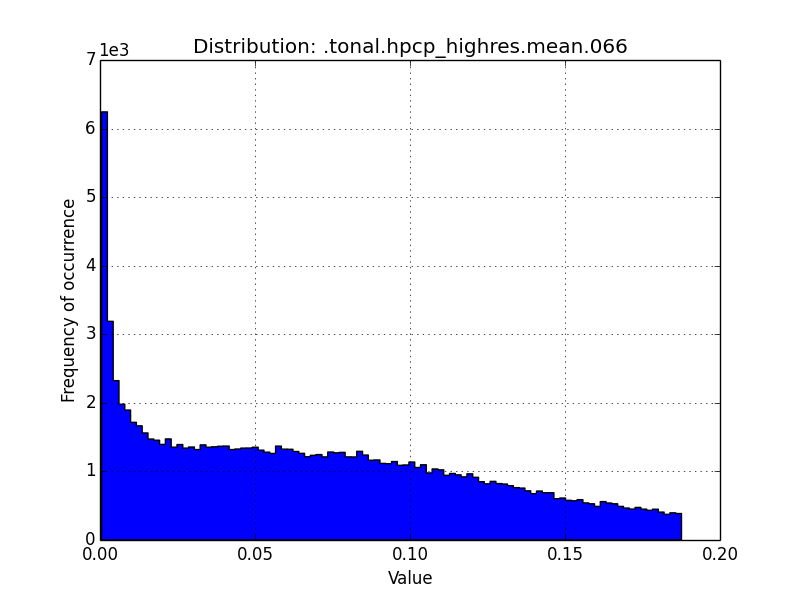 Distribution: .tonal.hpcp_highres.mean.066
1e3
7
6
5
4
3
2
1
0
Frequency of occurrence
0.00 0.05 0.10 0.15 0.20
Value